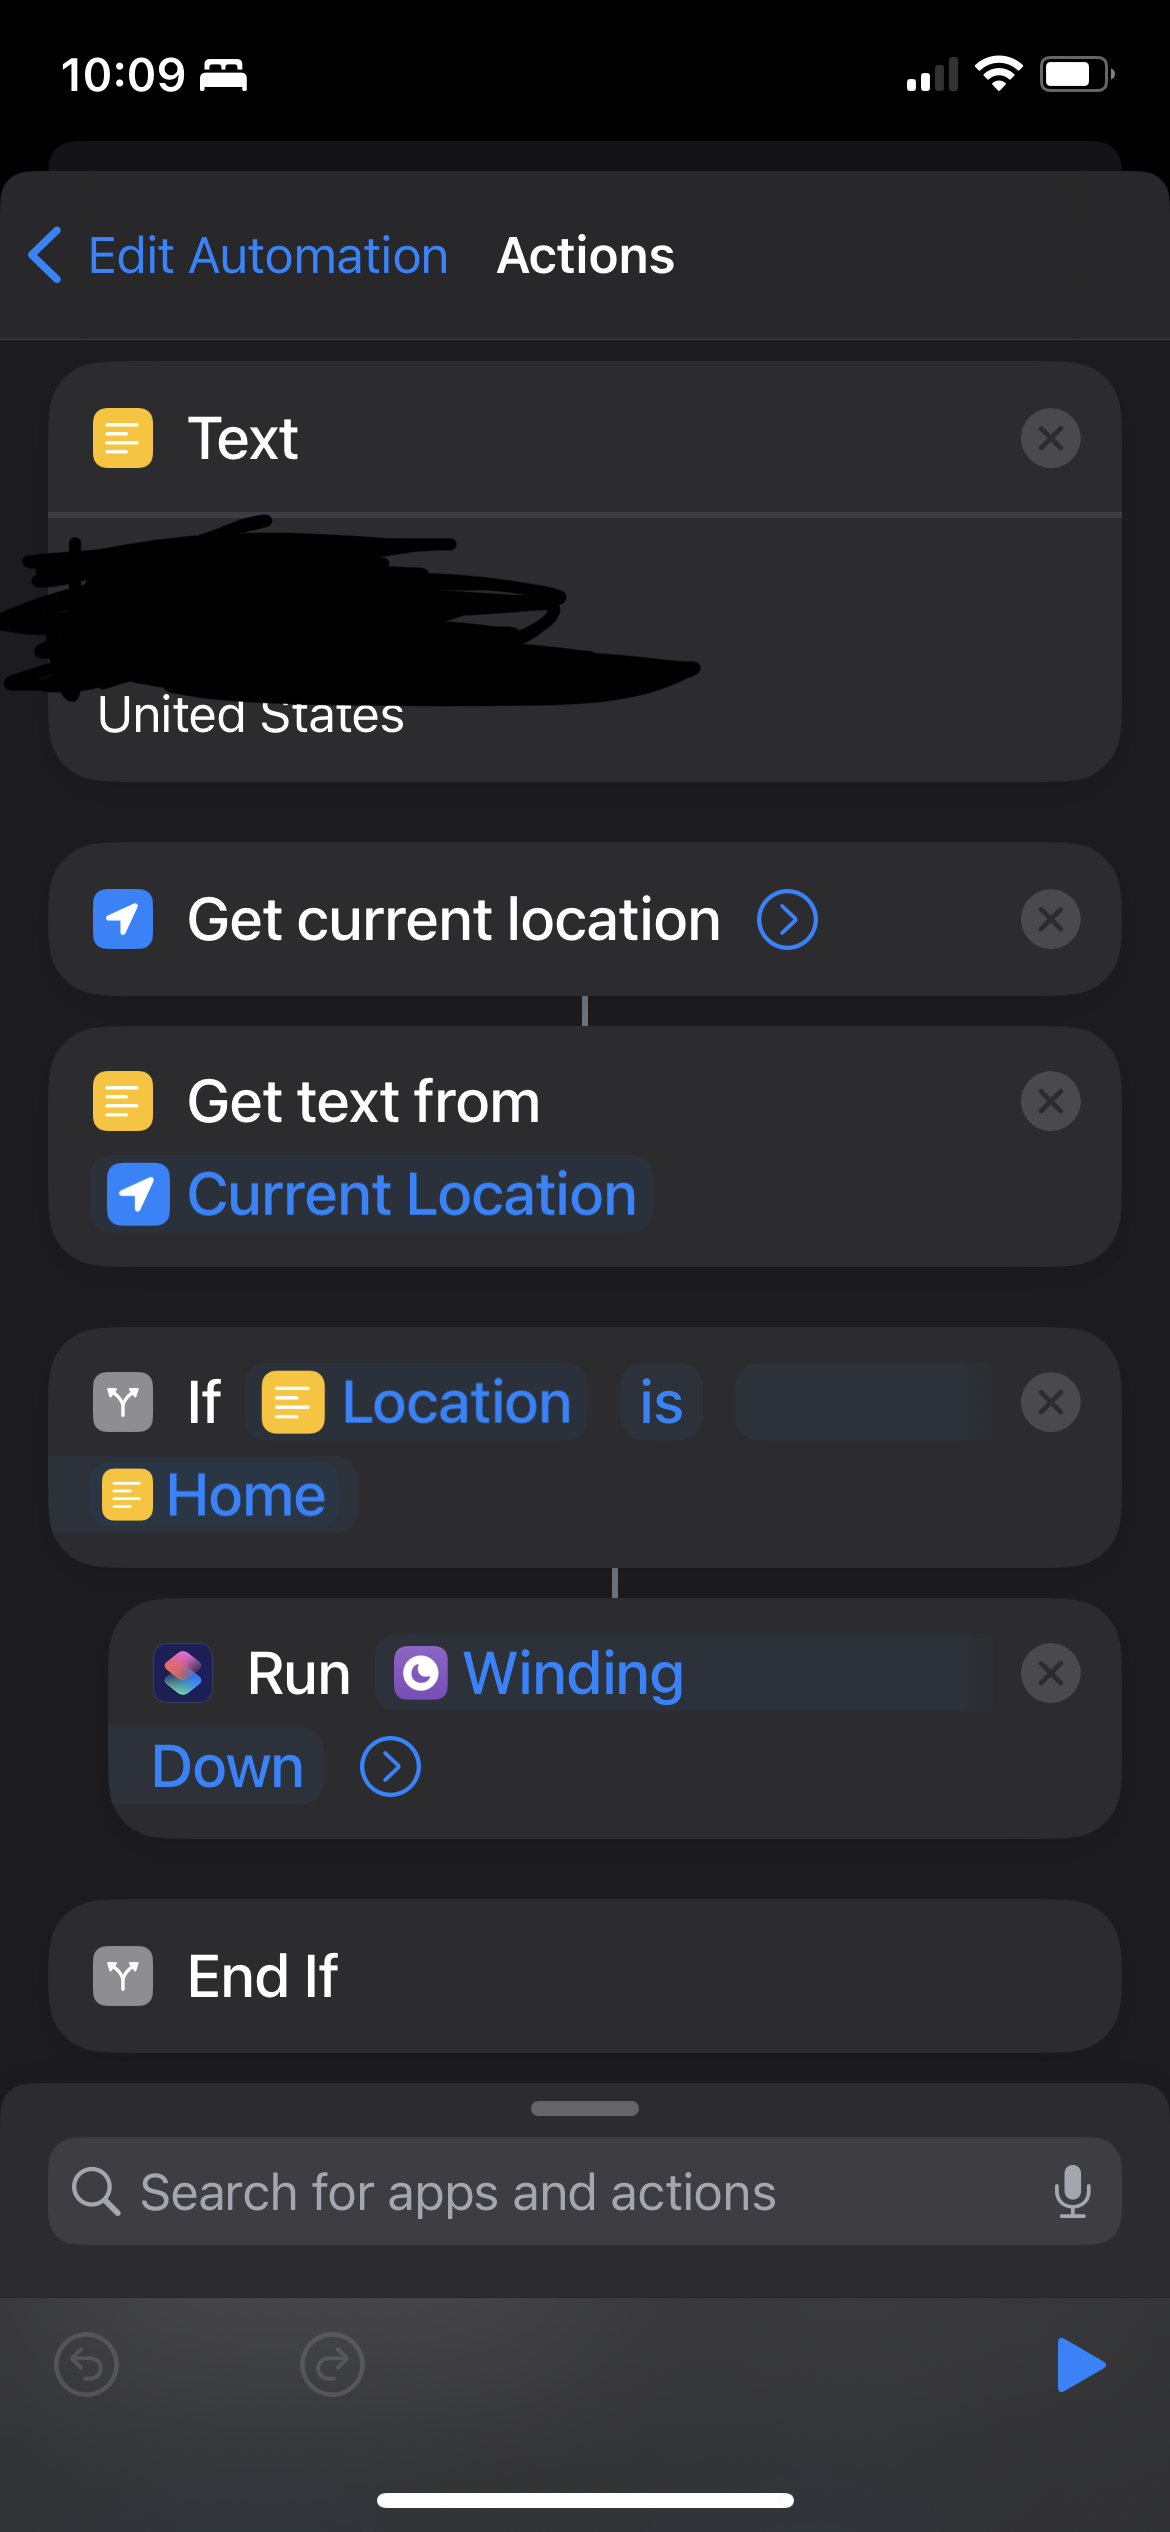 10:09
Edit Automation
Actions
Text
United States
Get current location
Get text from
Current Location
If Location is
Home
Run Winding
Down
End If
Search for apps and actions